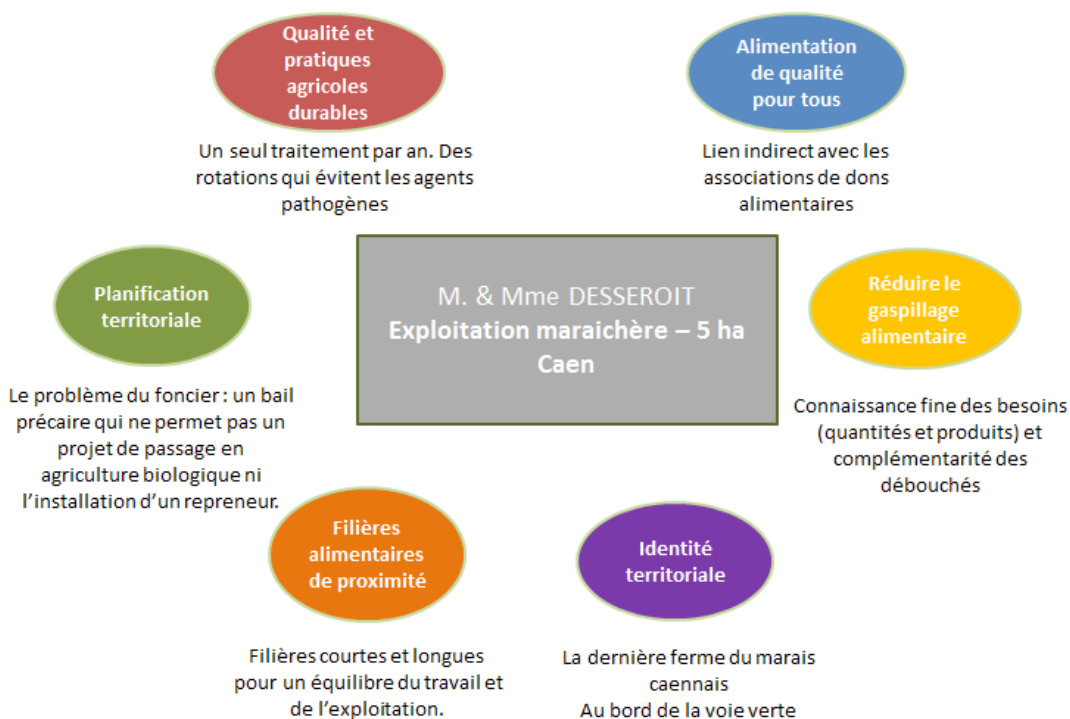 Qualité et
pratiques
agricoles
durables
Un seul traitement par an. Des
rotations qui évitent les agents
pathogènes
Alimentation
de qualité
pour tous
Lien indirect avec les
associations de dons
alimentaires
Planification
territoriale
Le problème du foncier : un bail
précaire qui ne permet pas un
projet de passage en
agriculture biologique ni
l'installation d'un repreneur.
M. & Mme DESSEROIT
Exploitation maraichère – 5 ha
Caen
Réduire le
gaspillage
alimentaire
Connaissance fine des besoins
(quantités et produits) et
complémentarité des
débouchés
Filières
alimentaires
de proximité
Filières courtes et longues
pour un équilibre du travail et
de l'exploitation.
Identité
territoriale
La dernière ferme du marais
caennais
Au bord de la voie verte